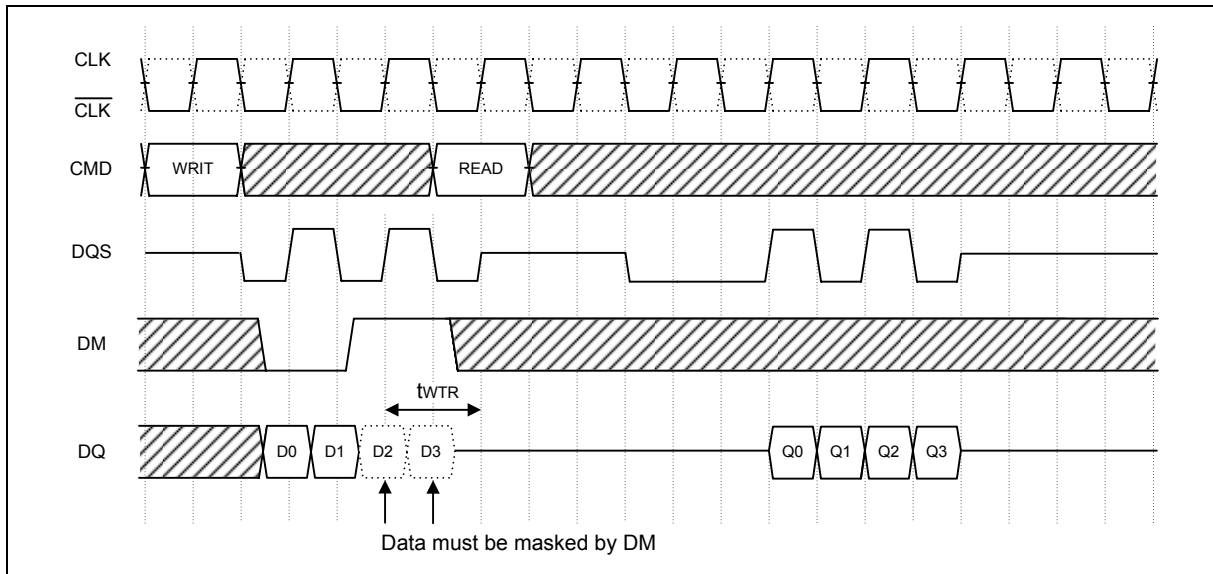 CLK
CLK
CMD WRIT READ
DQS
DM
tWTR
DQ D0 D1 D2 D3 Q0 Q1 Q2 Q3
Data must be masked by DM